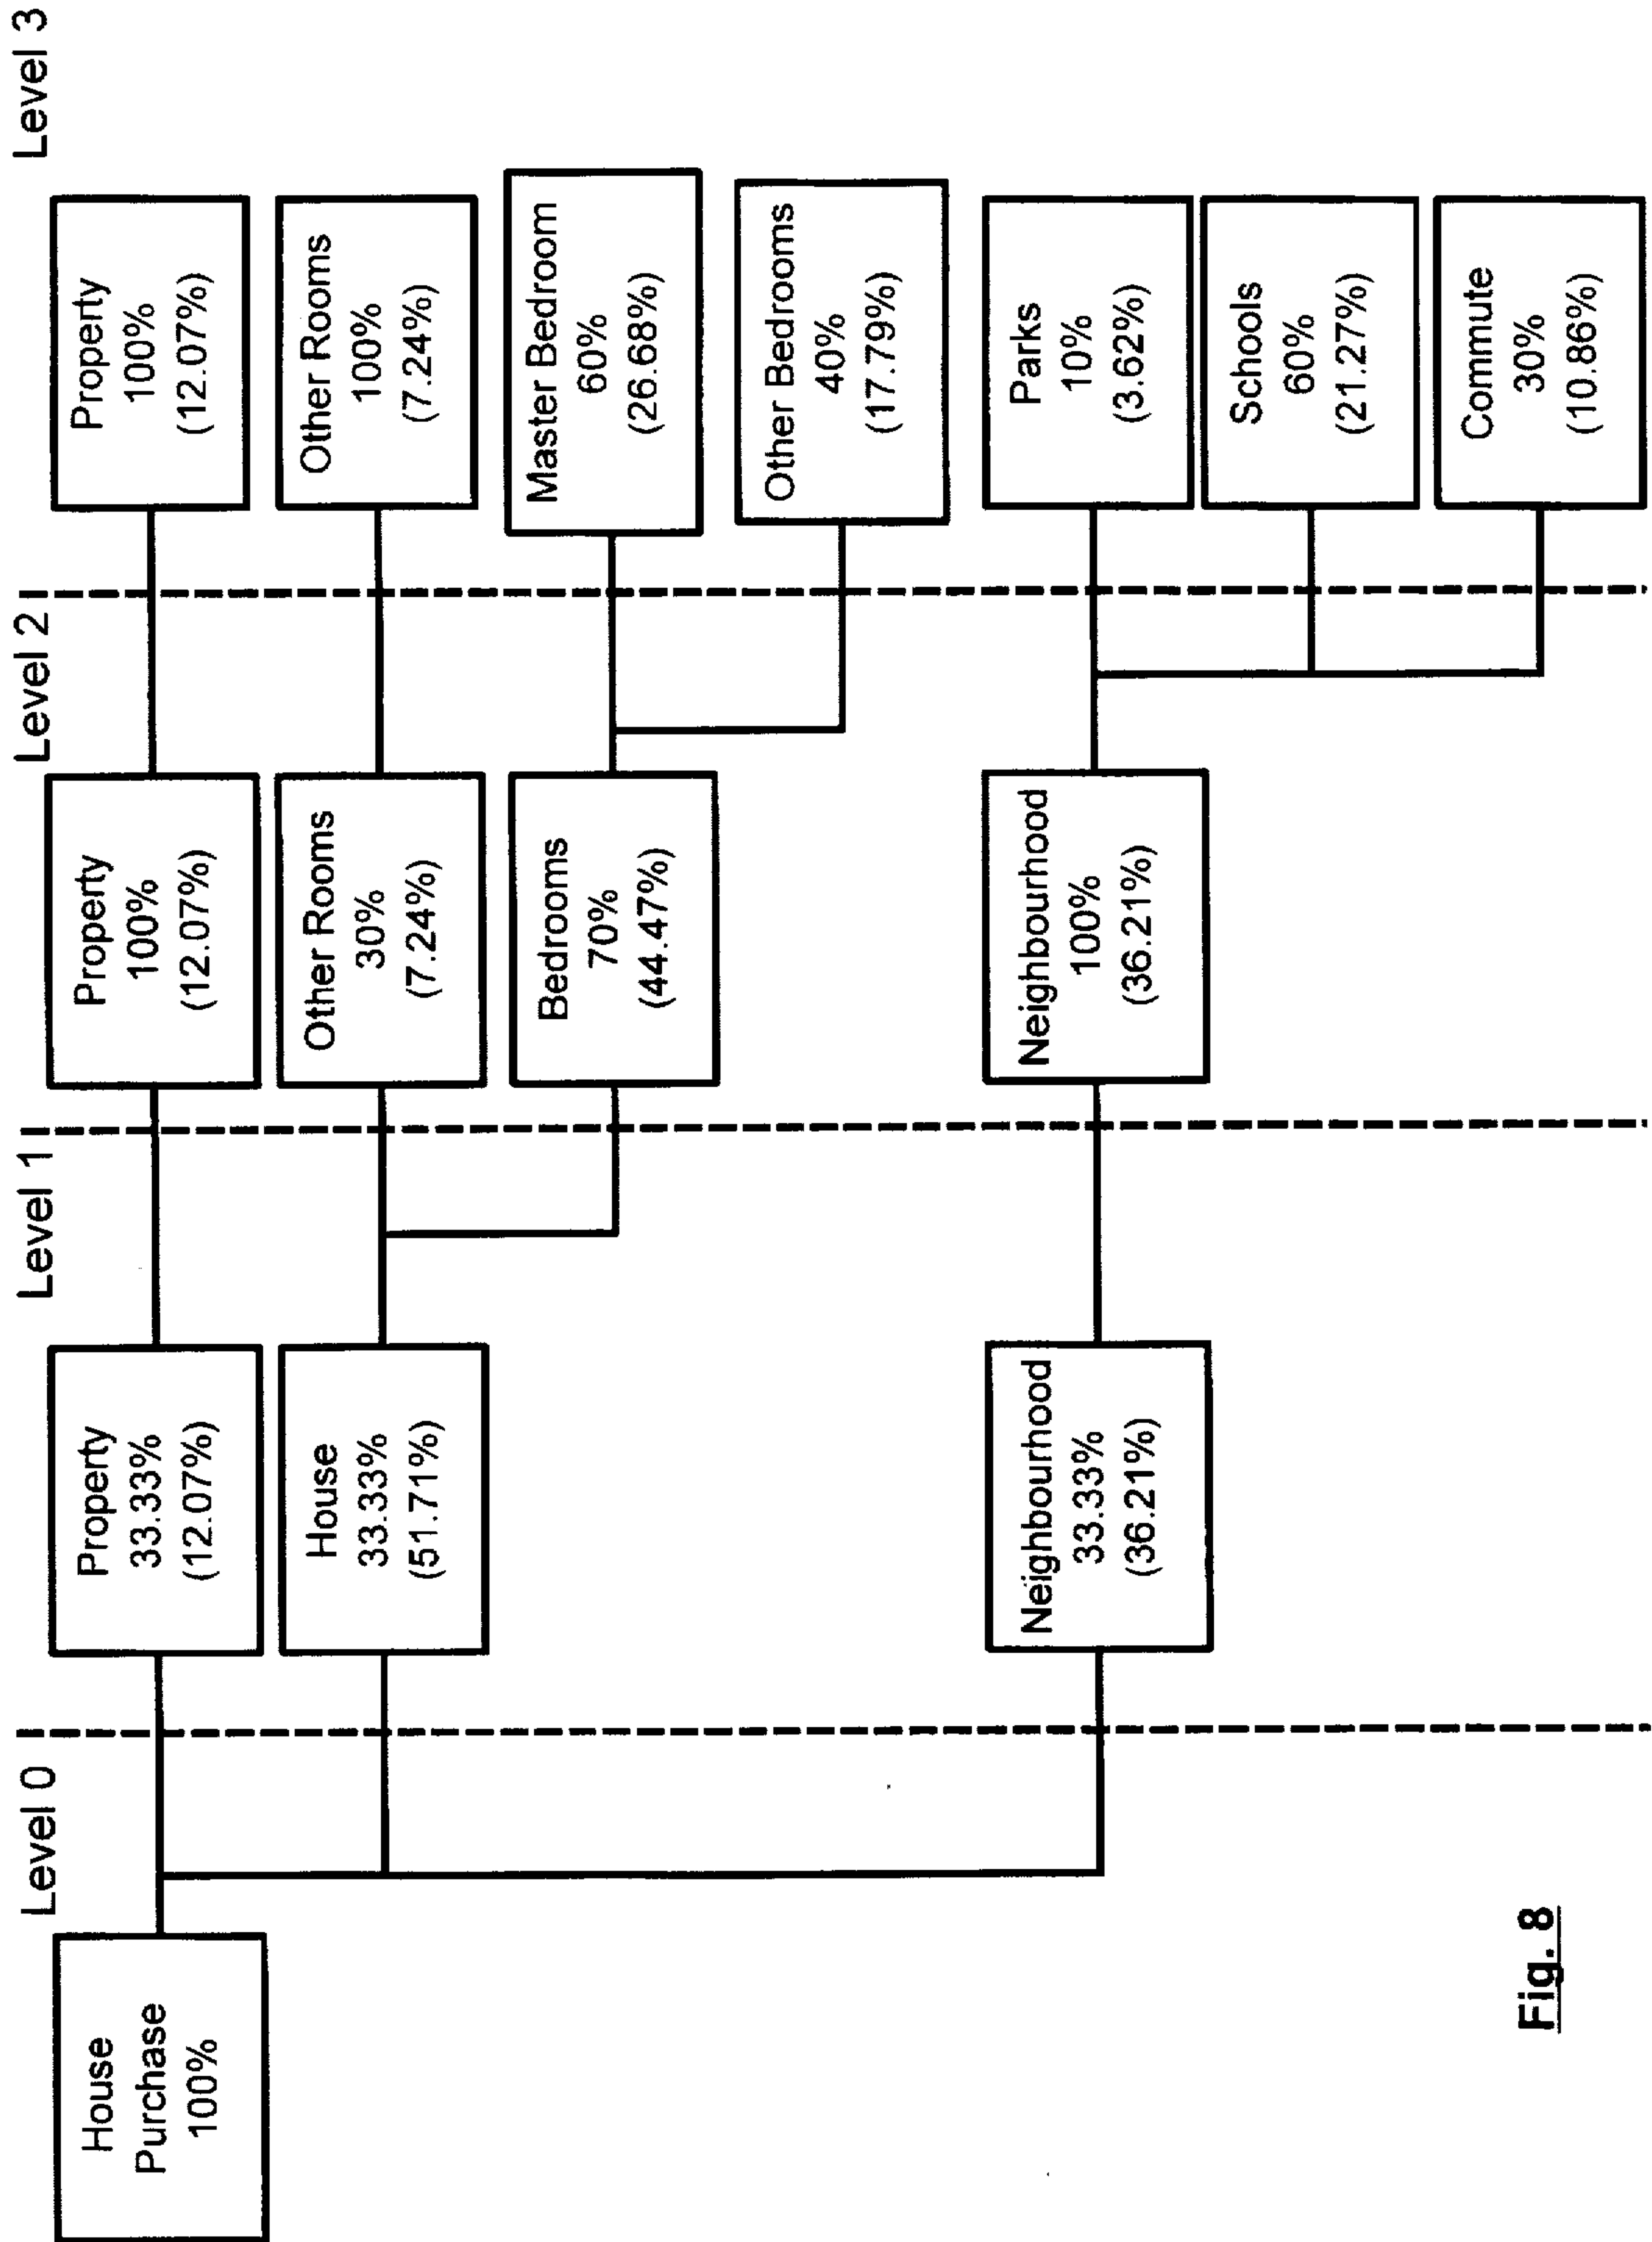 Level 0
Level 1
Level 2
Level 3
House
Purchase
100%
Property
33.33%
(12.07%)
House
33.33%
(51.71%)
Neighbourhood
33.33%
(36.21%)
Property
100%
(12.07%)
Other Rooms
30%
(7.24%)
Bedrooms
70%
(44.47%)
Neighbourhood
100%
(36.21%)
Property
100%
(12.07%)
Other Rooms
100%
(7.24%)
Master Bedroom
60%
(26.68%)
Other Bedrooms
40%
(17.79%)
Parks
10%
(3.62%)
Schools
60%
(21.27%)
Commute
30%
(10.86%)
Fig. 8